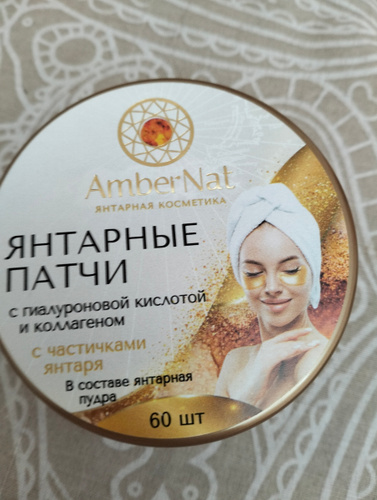 AmberNat
ЯНТАРНАЯ КОСМЕТИКА
ЯНТАРНЫЕ
ПАТЧИ
с гиалуроновой кислотой
и коллагеном
с частичками
янтаря
В составе янтарная
пудра
60 шт